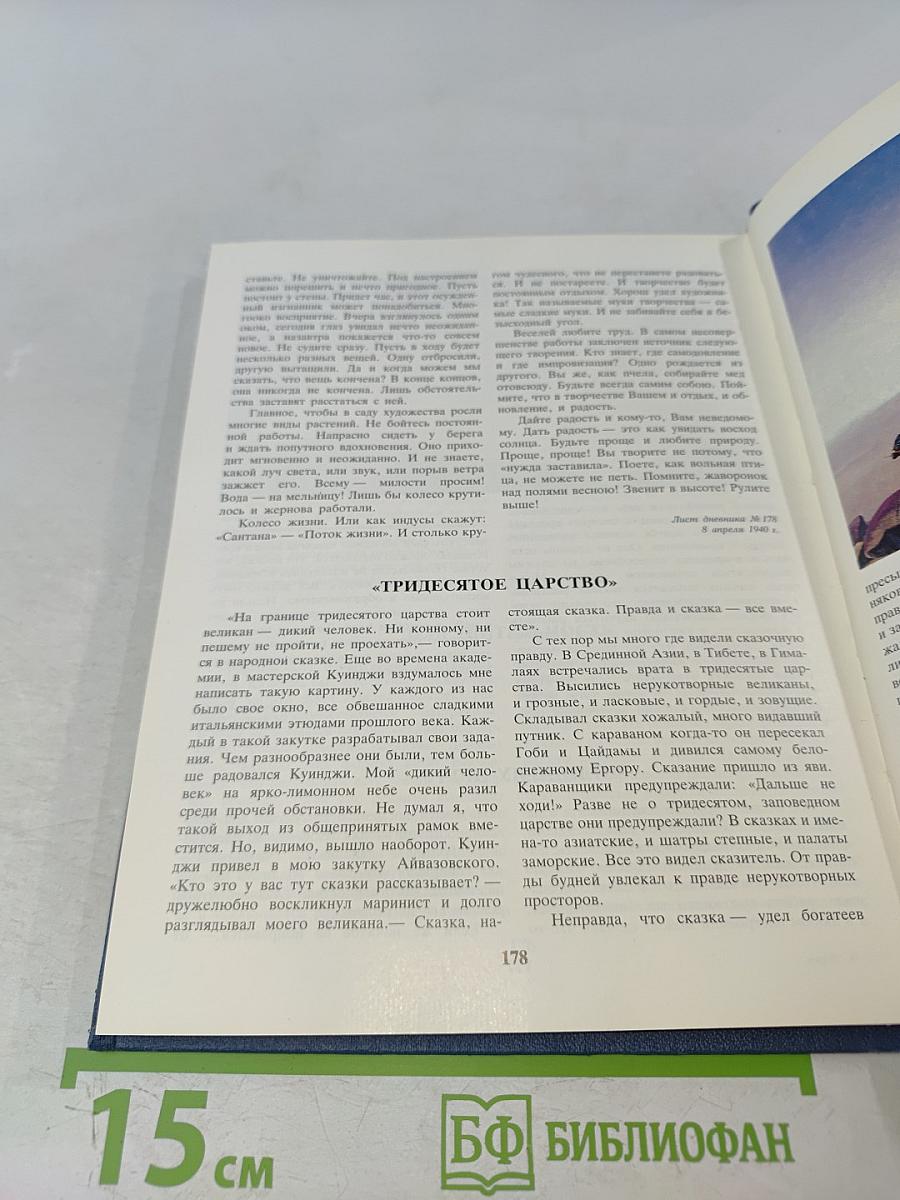 ставьте. Не уничтожайте. Под настроением
можно порешить и нечто пригодное. Пусть
постоит у стены. Придет час, и этот осужден-
ный изгнанник может понадобиться. Мно-
гооко восприятие. Вчера взглянулось одним
оком, сегодня глаз увидал нечто неожидан-
ное, а назавтра покажется что-то совсем
новое. Не судите сразу. Пусть в ходу будет
несколько разных вещей. Одну отбросили,
другую вытащили. Да и когда можем мы
сказать, что вещь кончена? В конце концов,
она никогда не кончена. Лишь обстоятель-
ства заставят расстаться с ней.
Главное, чтобы в саду художества росли
многие виды растений. Не бойтесь постоян-
ной работы. Напрасно сидеть у берега
и ждать попутного вдохновения. Оно прихо-
дит мгновенно и неожиданно. И не знаете,
какой луч света, или звук, или порыв ветра
зажжет его. Всему — милости просим!
Вода — на мельницу! Лишь бы колесо крути-
лось и жернова работали.
Колесо жизни. Или как индусы скажут:
«Сантана» — «Поток жизни». И столько кру-
гом чудесного, что не перестанете радовать-
ся. И не постареете. И творчество будет
постоянным отдыхом. Хорош удел художни-
ка! Так называемые муки творчества — са-
мые сладкие муки. И не забивайте себя в бе-
зысходный угол.
Веселей любите труд. В самом несовер-
шенстве работы заключен источник следую-
щего творения. Кто знает, где самодовление
и где импровизация? Одно рождается из
другого. Вы же, как пчела, собирайте мед
отовсюду. Будьте всегда самим собою. Пой-
мите, что в творчестве Вашем и отдых, и об-
новление, и радость.
Дайте радость и кому-то, Вам неведомо-
му. Дать радость — это как увидать восход
солнца. Будьте проще и любите природу.
Проще, проще! Вы творите не потому, что
«нужда заставила». Поете, как вольная пти-
ца, не можете не петь. Помните, жаворонок
над полями весною! Звенит в высоте! Рулите
выше!
Лист дневника № 178
8 апреля 1940 г.
«ТРИДЕСЯТОЕ ЦАРСТВО»
«На границе тридесятого царства стоит
великан — дикий человек. Ни конному, ни
пешему не пройти, не проехать»,— говорит-
ся в народной сказке. Еще во времена акаде-
мии, в мастерской Куинджи вздумалось мне
написать такую картину. У каждого из нас
было свое окно, все обвешанное сладкими
итальянскими этюдами прошлого века. Каж-
дый в такой закутке разрабатывал свои зада-
ния. Чем разнообразнее они были, тем боль-
ше радовался Куинджи. Мой «дикий чело-
век» на ярко-лимонном небе очень разил
среди прочей обстановки. Не думал я, что
такой выход из общепринятых рамок вме-
стится. Но, видимо, вышло наоборот. Куин-
джи привел в мою закутку Айвазовского.
«Кто это у вас тут сказки рассказывает? —
дружелюбно воскликнул маринист и долго
разглядывал моего великана.— Сказка, на-
стоящая сказка. Правда и сказка — все вме-
сте».
С тех пор мы много где видели сказочную
правду. В Срединной Азии, в Тибете, в Гима-
лаях встречались врата в тридесятые цар-
ства. Высились нерукотворные великаны,
и грозные, и ласковые, и гордые, и зовущие.
Складывал сказки хожалый, много видавший
путник. С караваном когда-то он пересекал
Гоби и Цайдамы и дивился самому бело-
снежному Ергору. Сказание пришло из яви.
Караванщики предупреждали: «Дальше не
ходи!» Разве не о тридесятом, заповедном
царстве они предупреждали? В сказках и име-
на-то азиатские, и шатры степные, и палаты
заморские. Все это видел сказитель. От прав-
ды будней увлекал к правде нерукотворных
просторов.
Неправда, что сказка — удел богатеев
178
пресы
няков
прав
и за
жа
ли
15 см
БФ БИБЛИОФАН